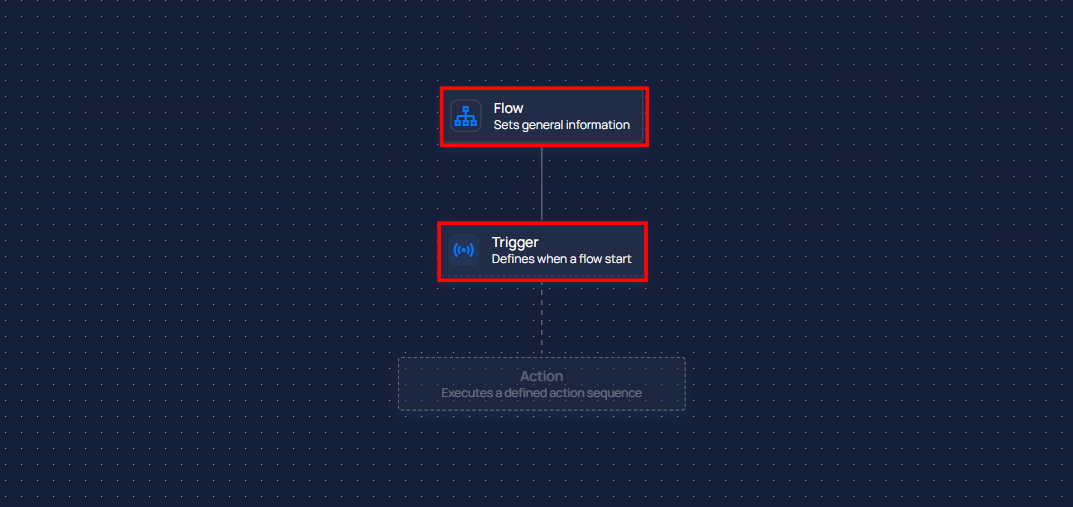 Flow
Sets general information
Trigger
Defines when a flow start
Action
Executes a defined action sequence